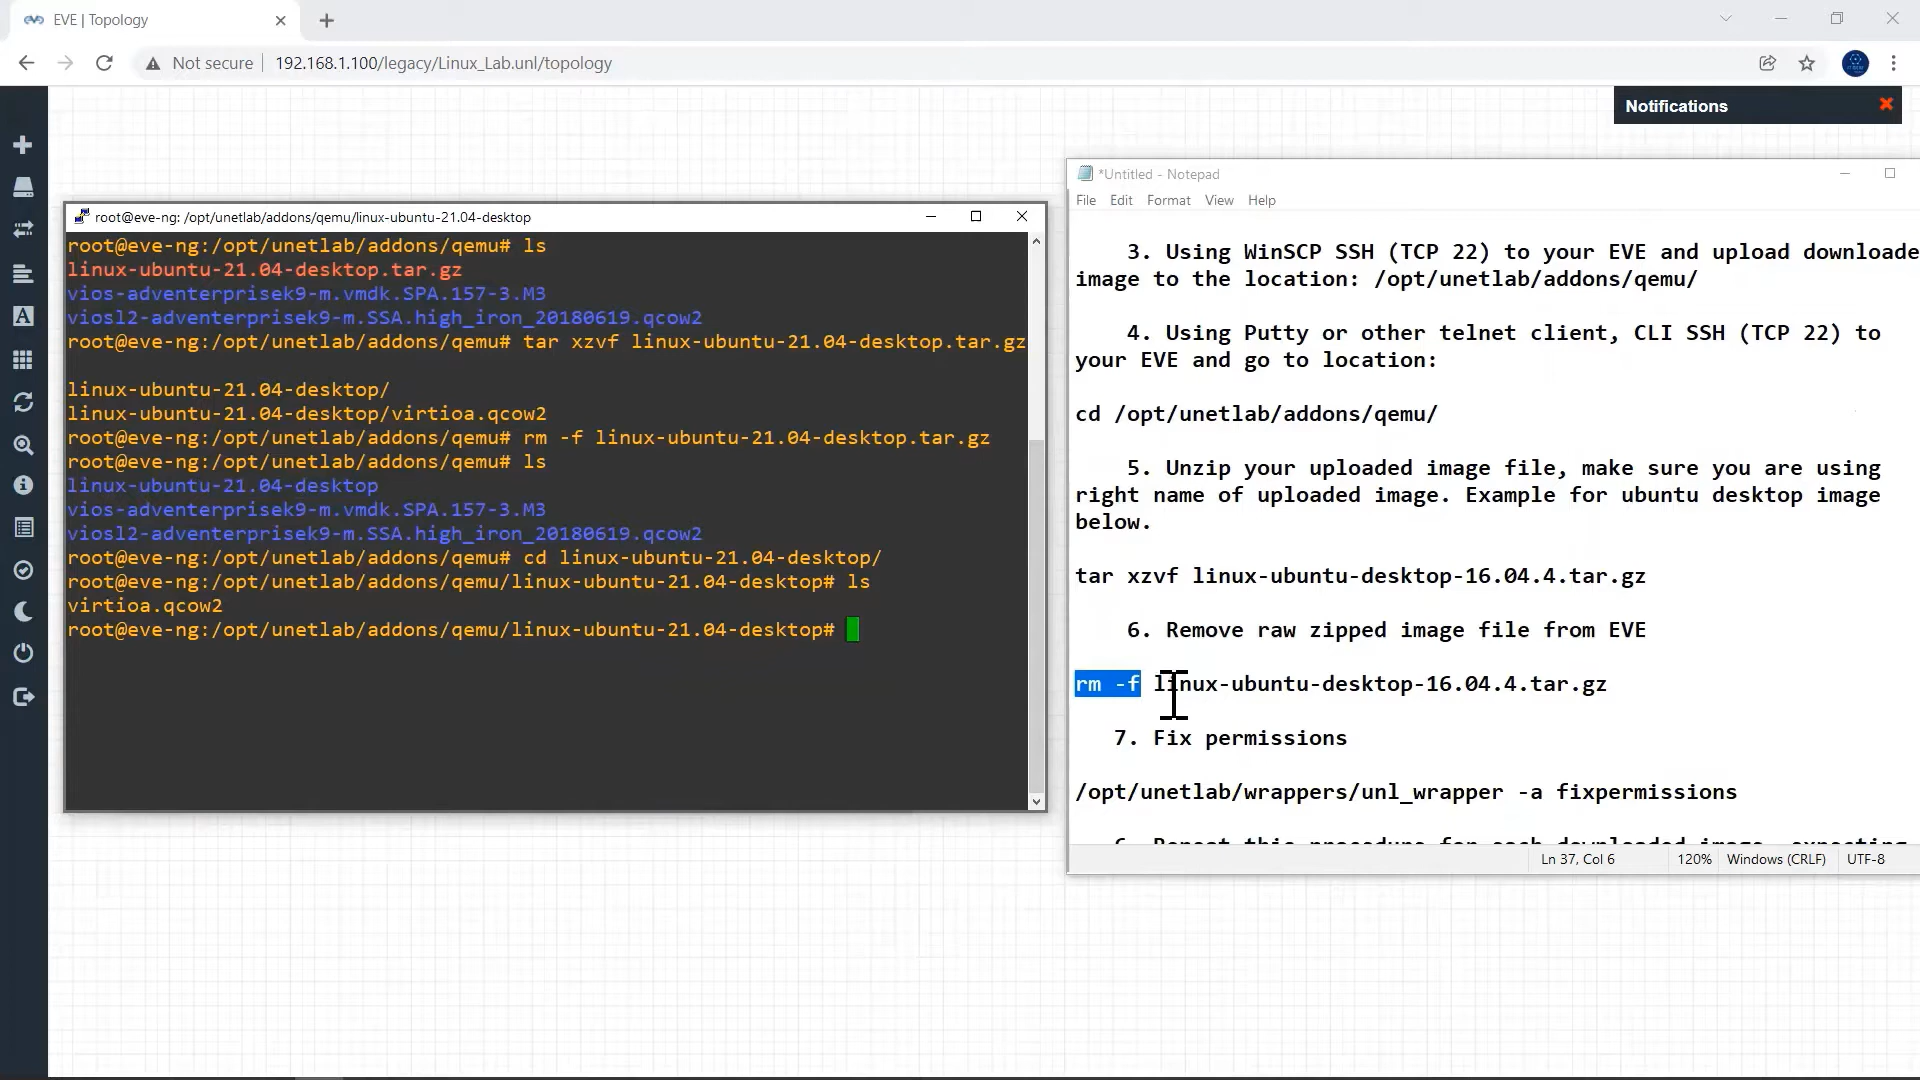 EVE | Topology
Not secure
192.168.1.100/legacy/Linux_Lab.unl/topology
Notifications
root@eve-ng: /opt/unetlab/addons/qemu/linux-ubuntu-21.04-desktop
root@eve-ng:/opt/unetlab/addons/qemu# ls
linux-ubuntu-21.04-desktop.tar.gz
vios-adventerprisek9-m.vmdk.SPA.157-3.M3
viosl2-adventerprisek9-m.SSA.high_iron_20180619.qcow2
root@eve-ng:/opt/unetlab/addons/qemu# tar xzvf linux-ubuntu-21.04-desktop.tar.gz
linux-ubuntu-21.04-desktop/
linux-ubuntu-21.04-desktop/virtioa.qcow2
root@eve-ng:/opt/unetlab/addons/qemu# rm -f linux-ubuntu-21.04-desktop.tar.gz
root@eve-ng:/opt/unetlab/addons/qemu# ls
linux-ubuntu-21.04-desktop
vios-adventerprisek9-m.vmdk.SPA.157-3.M3
viosl2-adventerprisek9-m.SSA.high_iron_20180619.qcow2
root@eve-ng:/opt/unetlab/addons/qemu# cd linux-ubuntu-21.04-desktop/
root@eve-ng:/opt/unetlab/addons/qemu/linux-ubuntu-21.04-desktop# ls
virtioa.qcow2
root@eve-ng:/opt/unetlab/addons/qemu/linux-ubuntu-21.04-desktop#
*Untitled - Notepad
File Edit Format View Help
3. Using WinSCP SSH (TCP 22) to your EVE and upload downloade
image to the location: /opt/unetlab/addons/qemu/
4. Using Putty or other telnet client, CLI SSH (TCP 22) to
your EVE and go to location:
cd /opt/unetlab/addons/qemu/
5. Unzip your uploaded image file, make sure you are using
right name of uploaded image. Example for ubuntu desktop image
below.
tar xzvf linux-ubuntu-desktop-16.04.4.tar.gz
6. Remove raw zipped image file from EVE
rm -f linux-ubuntu-desktop-16.04.4.tar.gz
7. Fix permissions
/opt/unetlab/wrappers/unl_wrapper -a fixpermissions
6. Repeat this procedure for each downloaded image, expecting
Ln 37, Col 6 120% Windows (CRLF) UTF-8